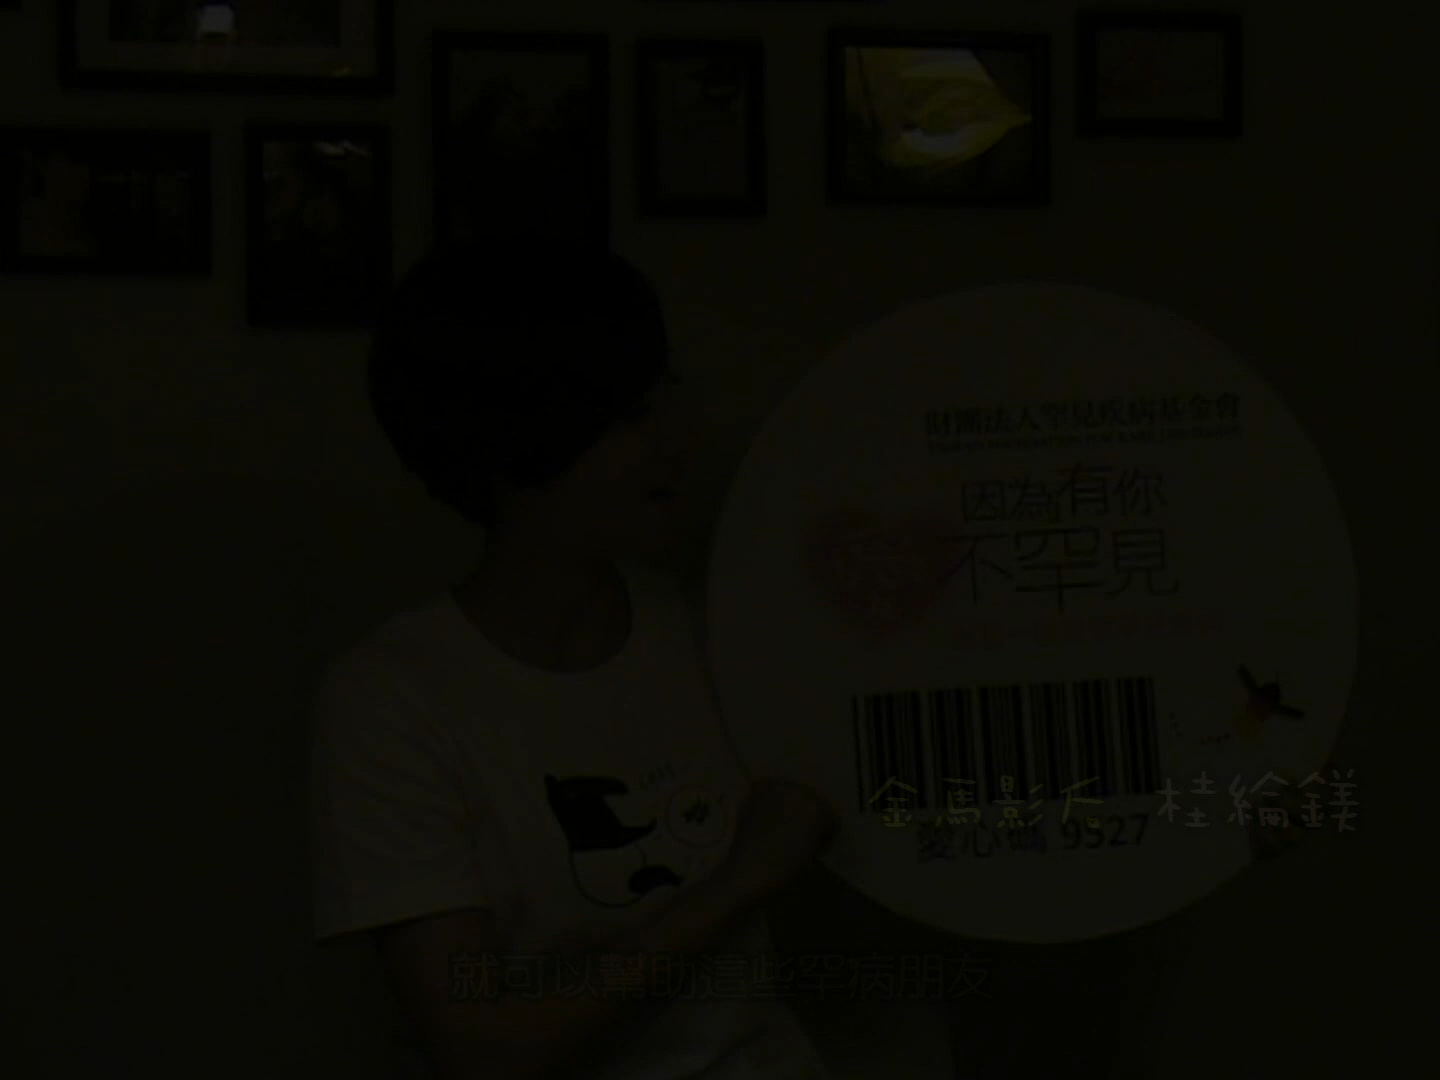 財團法人罕見疾病基金會
因為有你
不罕見
愛心碼 9527
金馬影后 桂綸鎂
就可以幫助這些罕病朋友